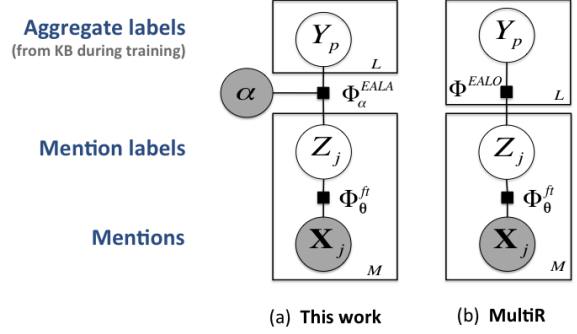 Aggregate labels
(from KB during training)
Mention labels
Mentions
Y_p
L
α
Φ_α^{EALA}
Z_j
Φ_θ^{ft}
X_j
M
(a) This work
Y_p
Φ^{EALO}
L
Z_j
Φ_θ^{ft}
X_j
M
(b) MultiR